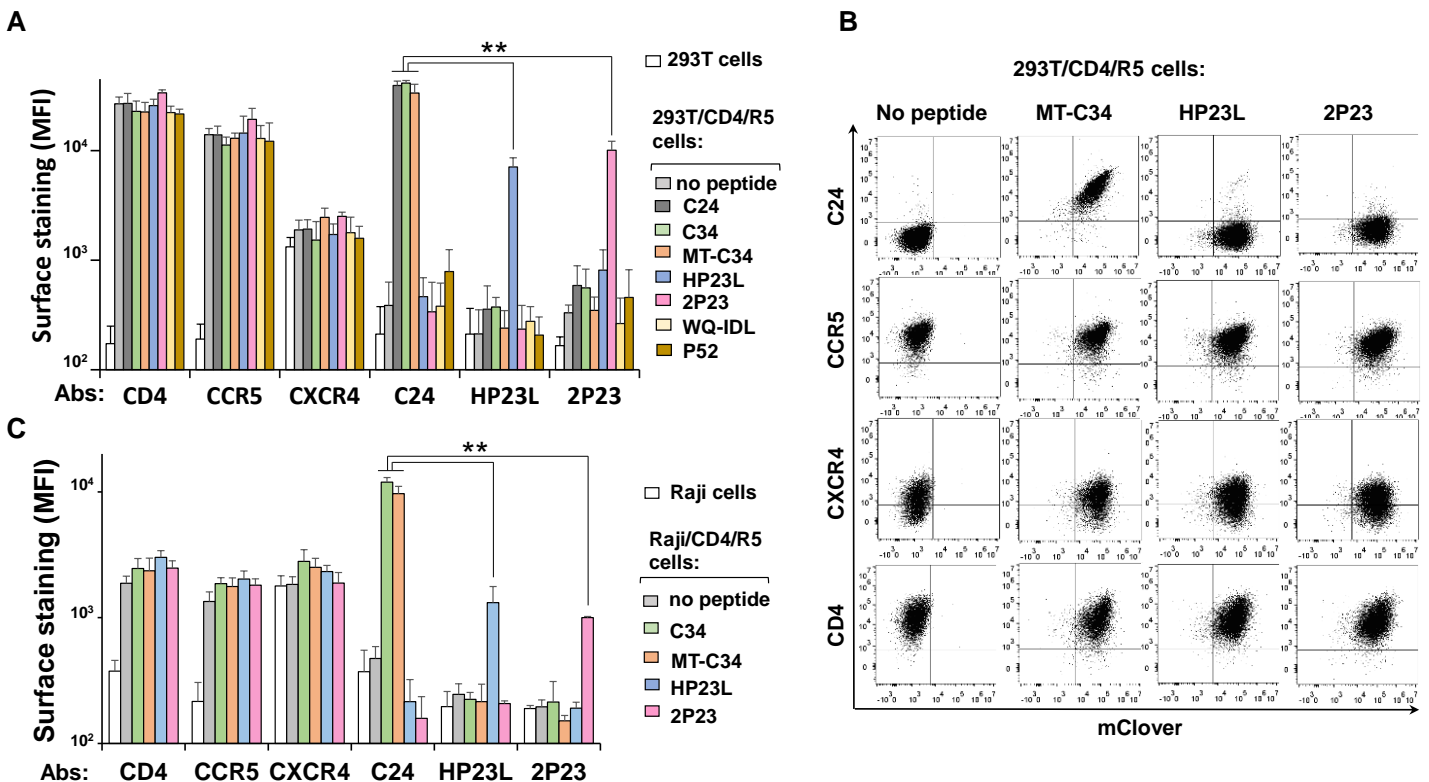 A
Surface staining (MFI)
10⁴
10³
10²
**
Abs: CD4 CCR5 CXCR4 C24 HP23L 2P23
293T cells
293T/CD4/R5
cells:
no peptide
C24
C34
MT-C34
HP23L
2P23
WQ-IDL
P52
B
293T/CD4/R5 cells:
No peptide MT-C34 HP23L 2P23
C24
CCR5
CXCR4
CD4
mClover
C
Surface staining (MFI)
10⁴
10³
10²
**
Abs: CD4 CCR5 CXCR4 C24 HP23L 2P23
Raji cells
Raji/CD4/R5
cells:
no peptide
C34
MT-C34
HP23L
2P23